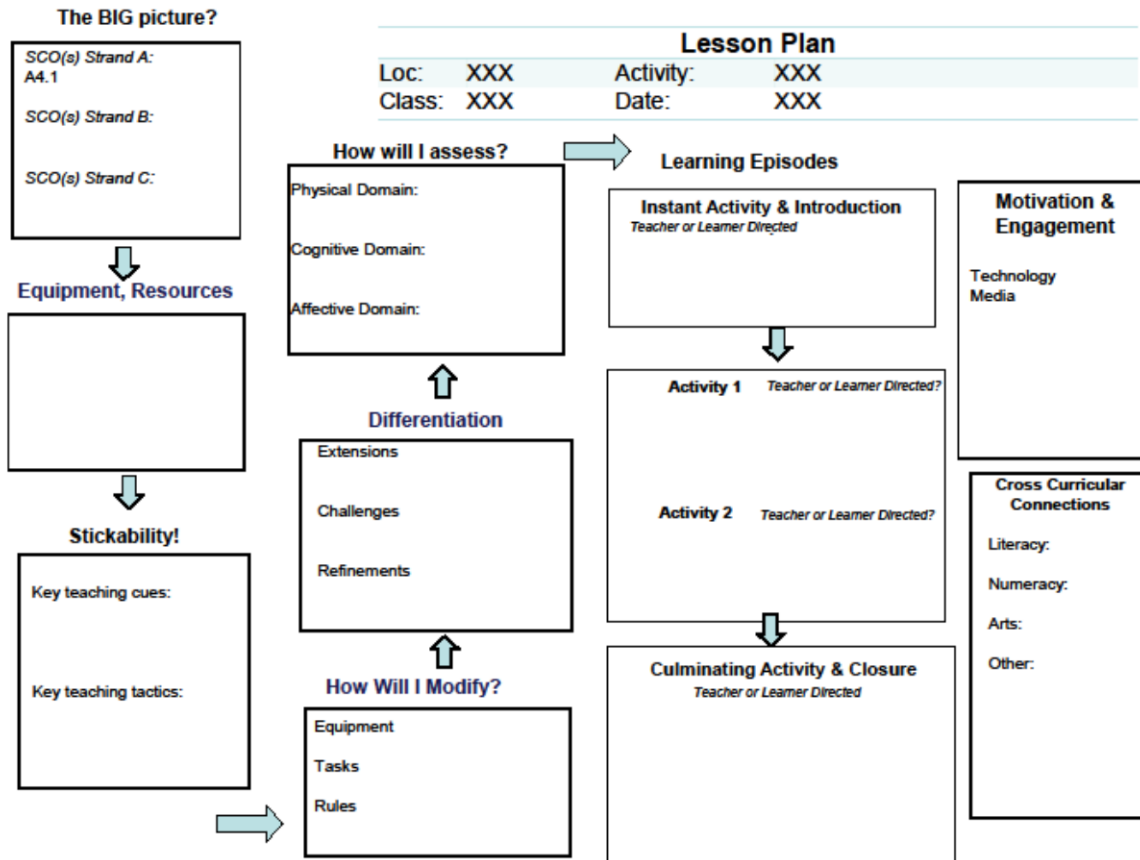 The BIG picture?
SCO(s) Strand A:
A4.1
SCO(s) Strand B:
SCO(s) Strand C:
Equipment, Resources
Stickability!
Key teaching cues:
Key teaching tactics:
Lesson Plan
Loc: XXX Activity: XXX
Class: XXX Date: XXX
How will I assess?
Physical Domain:
Cognitive Domain:
Affective Domain:
Differentiation
Extensions
Challenges
Refinements
How Will I Modify?
Equipment
Tasks
Rules
Learning Episodes
Instant Activity & Introduction
Teacher or Learner Directed
Activity 1 Teacher or Learner Directed?
Activity 2 Teacher or Learner Directed?
Culminating Activity & Closure
Teacher or Learner Directed
Motivation &
Engagement
Technology
Media
Cross Curricular
Connections
Literacy:
Numeracy:
Arts:
Other: